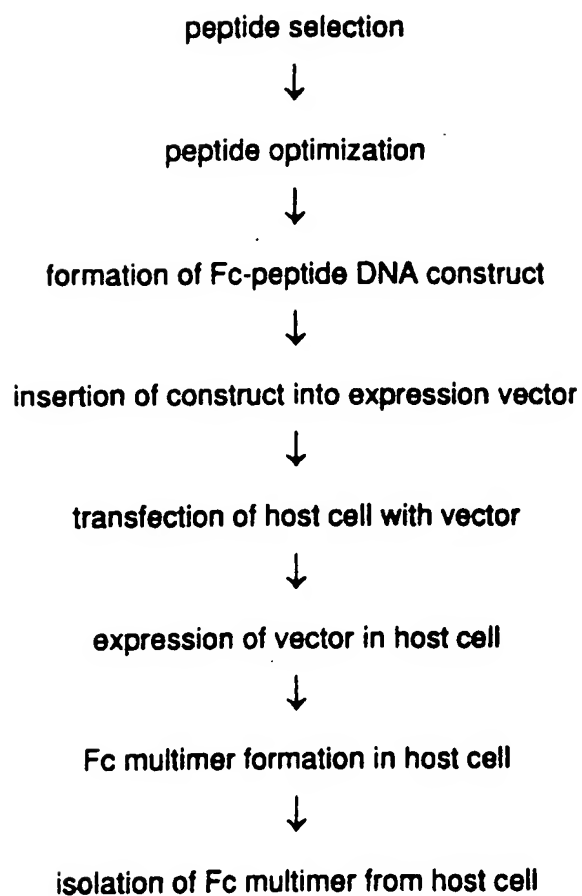 peptide selection
↓
peptide optimization
↓
formation of Fc-peptide DNA construct
↓
insertion of construct into expression vector
↓
transfection of host cell with vector
↓
expression of vector in host cell
↓
Fc multimer formation in host cell
↓
isolation of Fc multimer from host cell